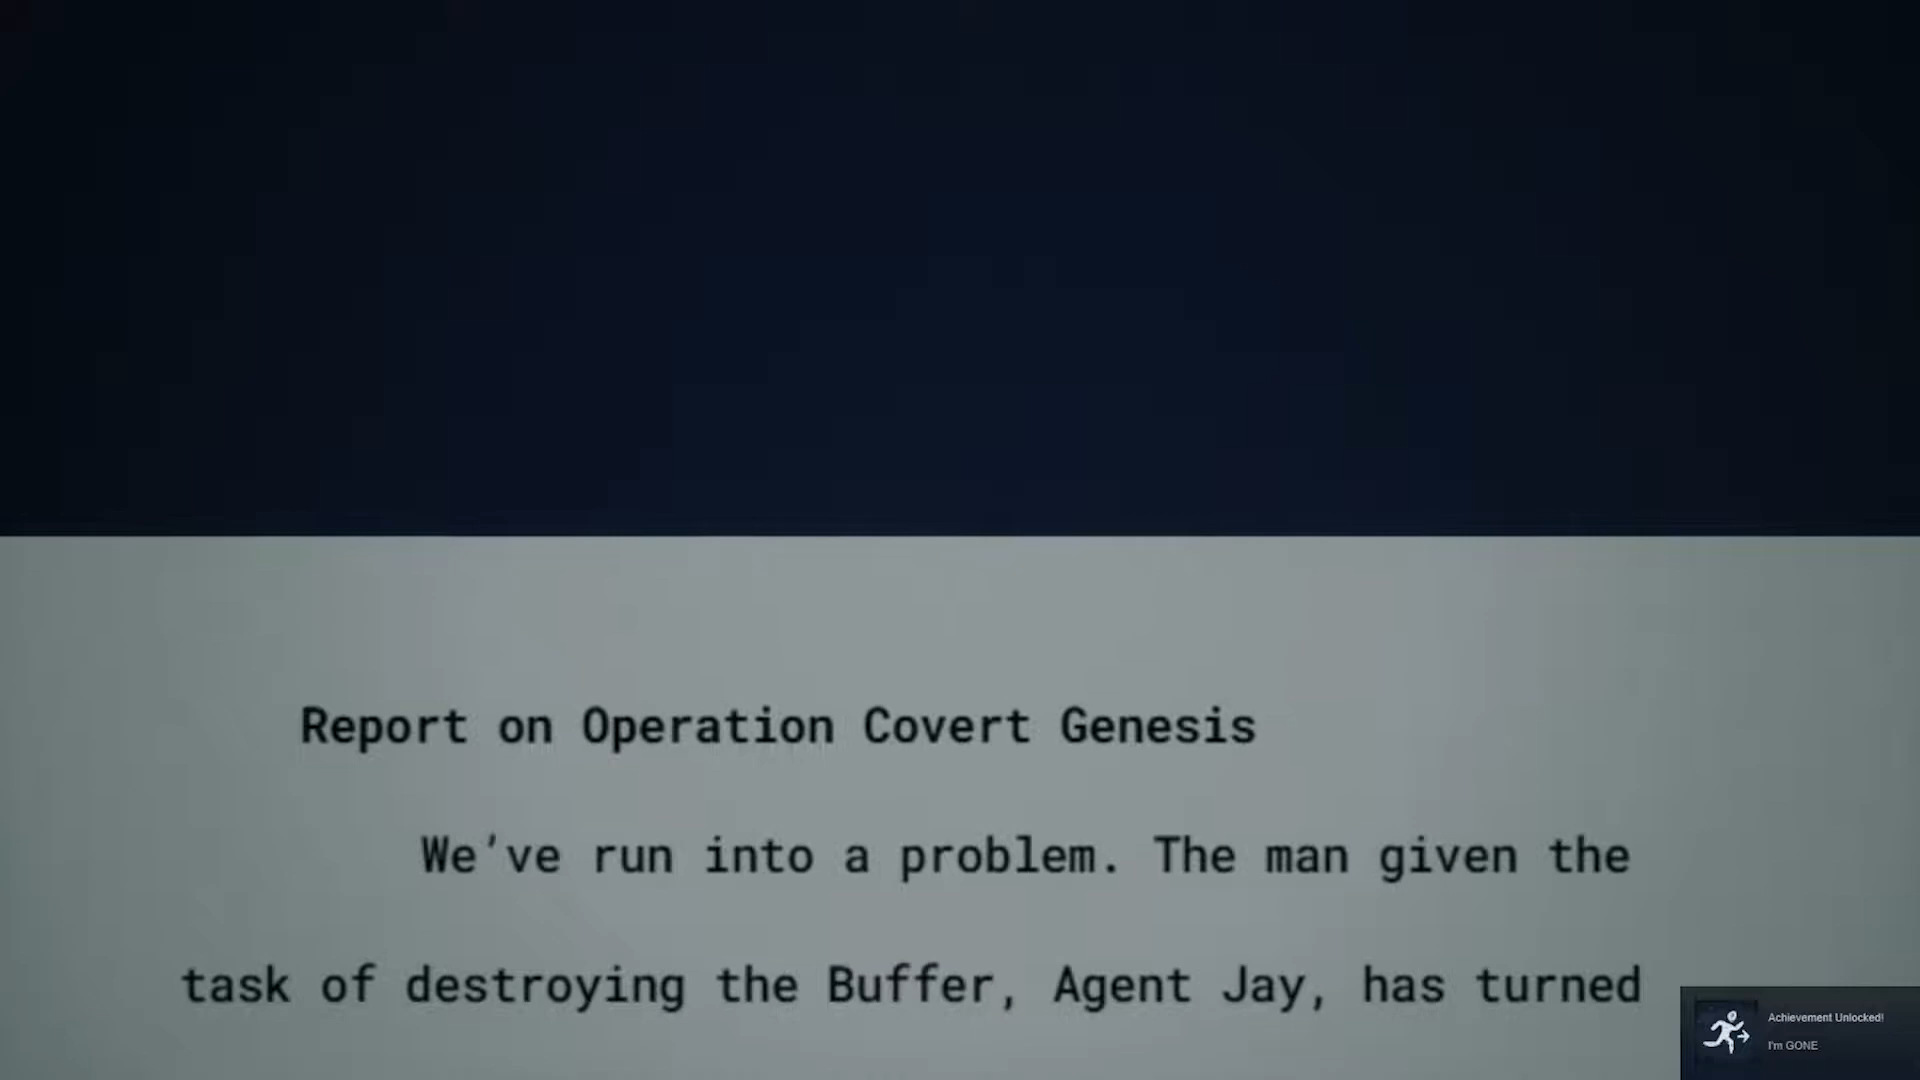 Report on Operation Covert Genesis
We've run into a problem. The man given the
task of destroying the Buffer, Agent Jay, has turned
Achievement Unlocked!
I'm GONE